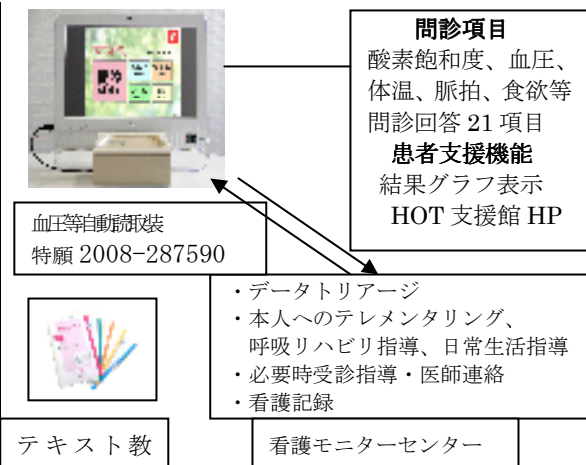 問診項目
酸素飽和度、血圧、
体温、脈拍、食欲等
問診回答 21 項目
患者支援機能
結果グラフ表示
HOT 支援館 HP
血圧等自動読取装
特願 2008-287590
・データトリアージ
・本人へのテレメンタリング、
呼吸リハビリ指導、日常生活指導
・必要時受診指導・医師連絡
・看護記録
テキスト教
看護モニターセンター